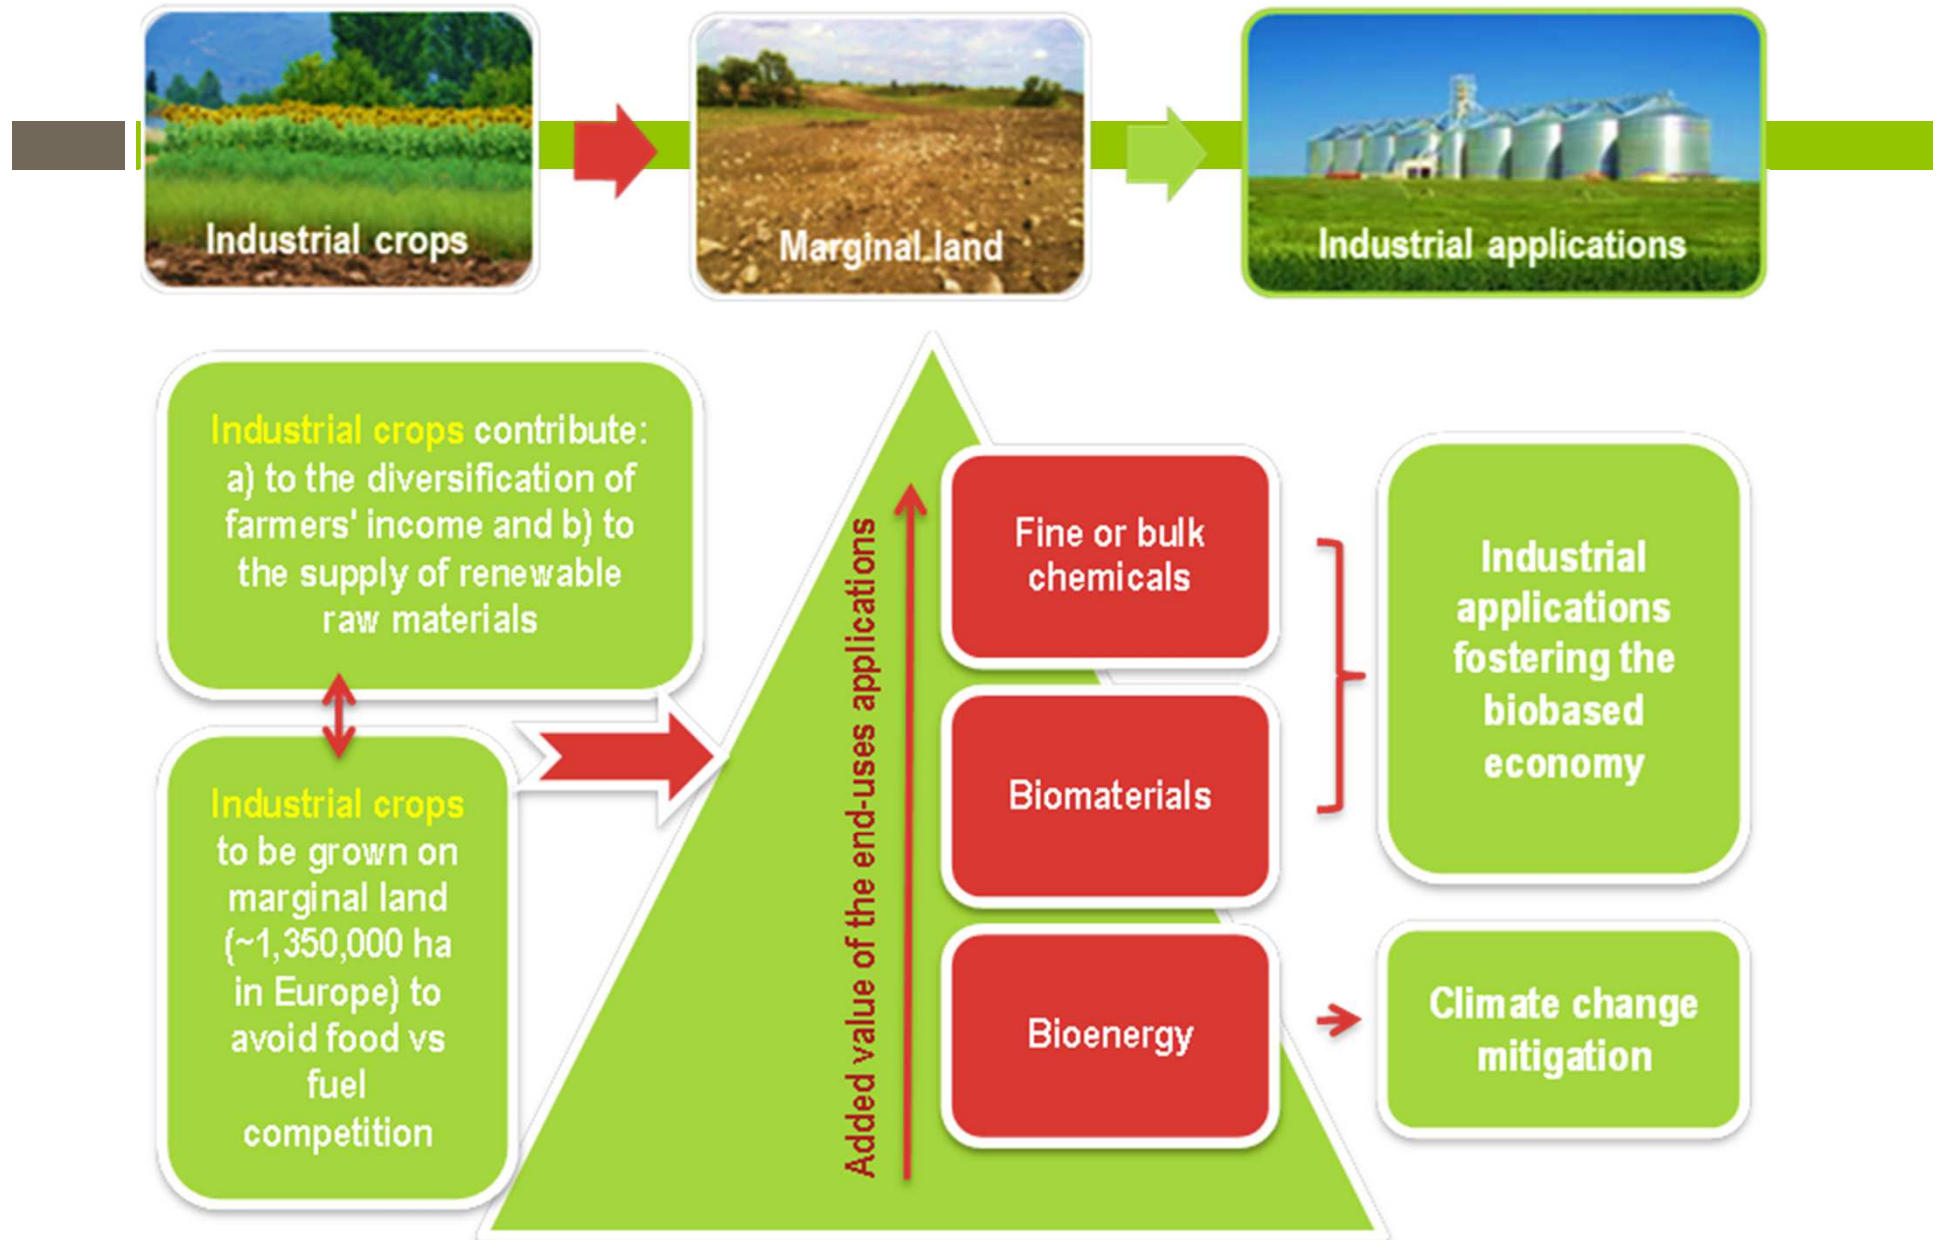 Industrial crops
Marginal land
Industrial applications
Industrial crops contribute:
a) to the diversification of
farmers' income and b) to
the supply of renewable
raw materials
Industrial crops
to be grown on
marginal land
(~1,350,000 ha
in Europe) to
avoid food vs
fuel
competition
Added value of the end-uses applications
Fine or bulk
chemicals
Biomaterials
Bioenergy
Industrial
applications
fostering the
biobased
economy
Climate change
mitigation